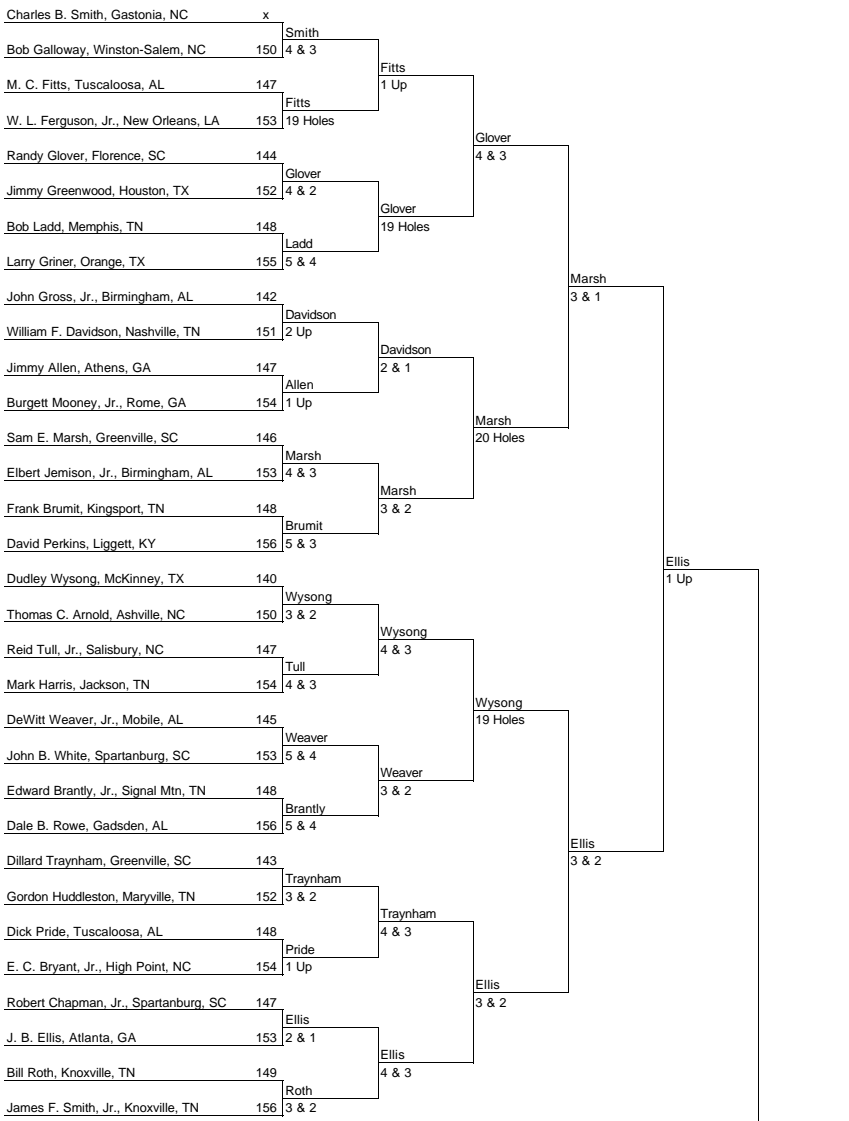 Charles B. Smith, Gastonia, NC x
Smith
Bob Galloway, Winston-Salem, NC 150 4 & 3
Fitts
M. C. Fitts, Tuscaloosa, AL 147 1 Up
Fitts
W. L. Ferguson, Jr., New Orleans, LA 153 19 Holes
Glover
Randy Glover, Florence, SC 144 4 & 3
Glover
Jimmy Greenwood, Houston, TX 152 4 & 2
Glover
Bob Ladd, Memphis, TN 148 19 Holes
Ladd
Larry Griner, Orange, TX 155 5 & 4
Marsh
John Gross, Jr., Birmingham, AL 142 3 & 1
Davidson
William F. Davidson, Nashville, TN 151 2 Up
Davidson
Jimmy Allen, Athens, GA 147 2 & 1
Allen
Burgett Mooney, Jr., Rome, GA 154 1 Up
Marsh
Sam E. Marsh, Greenville, SC 146 20 Holes
Marsh
Elbert Jemison, Jr., Birmingham, AL 153 4 & 3
Marsh
Frank Brumit, Kingsport, TN 148 3 & 2
Brumit
David Perkins, Liggett, KY 156 5 & 3
Ellis
Dudley Wysong, McKinney, TX 140 1 Up
Wysong
Thomas C. Arnold, Ashville, NC 150 3 & 2
Wysong
Reid Tull, Jr., Salisbury, NC 147 4 & 3
Tull
Mark Harris, Jackson, TN 154 4 & 3
Wysong
DeWitt Weaver, Jr., Mobile, AL 145 19 Holes
Weaver
John B. White, Spartanburg, SC 153 5 & 4
Weaver
Edward Brantly, Jr., Signal Mtn, TN 148 3 & 2
Brantly
Dale B. Rowe, Gadsden, AL 156 5 & 4
Ellis
Dillard Traynham, Greenville, SC 143 3 & 2
Traynham
Gordon Huddleston, Maryville, TN 152 3 & 2
Traynham
Dick Pride, Tuscaloosa, AL 148 4 & 3
Pride
E. C. Bryant, Jr., High Point, NC 154 1 Up
Ellis
Robert Chapman, Jr., Spartanburg, SC 147 3 & 2
Ellis
J. B. Ellis, Atlanta, GA 153 2 & 1
Ellis
Bill Roth, Knoxville, TN 149 4 & 3
Roth
James F. Smith, Jr., Knoxville, TN 156 3 & 2